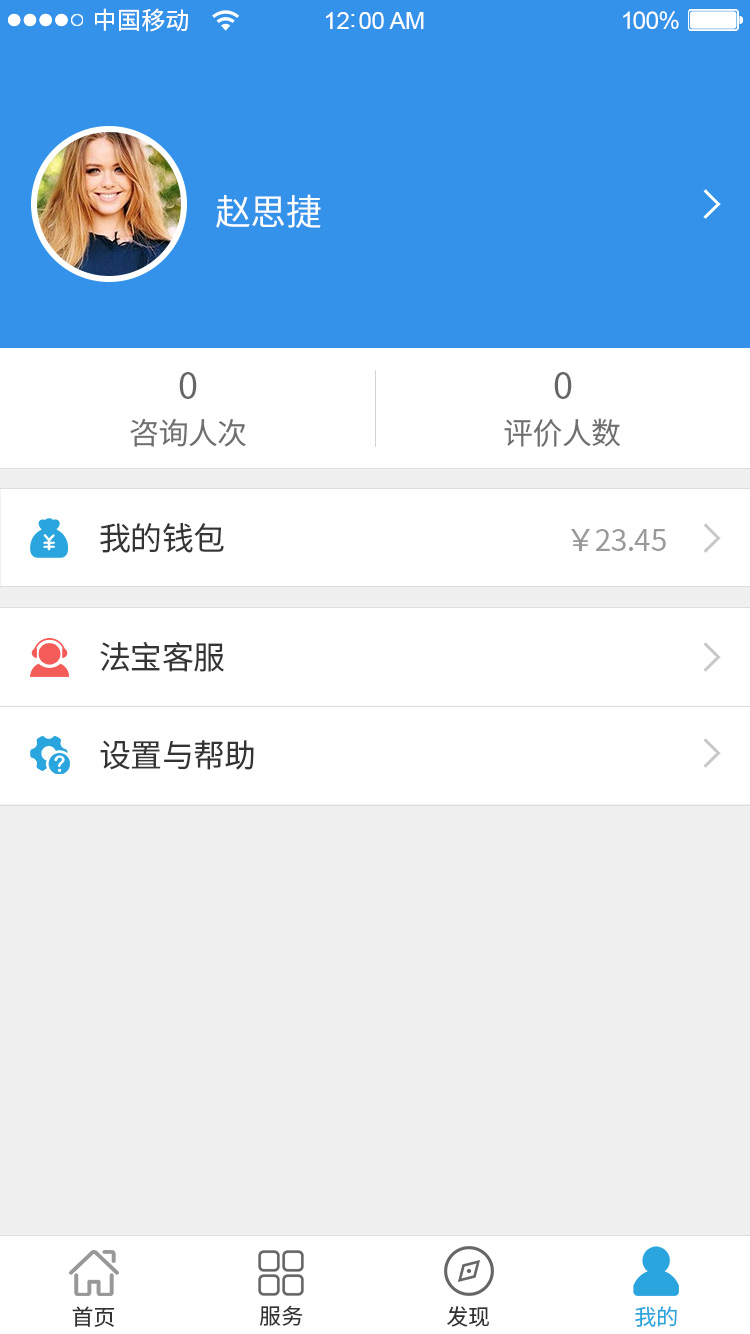 中国移动 12:00 AM 100%
赵思捷
0 0
咨询人次 评价人数
我的钱包 ￥23.45
法宝客服
设置与帮助
首页 服务 发现 我的